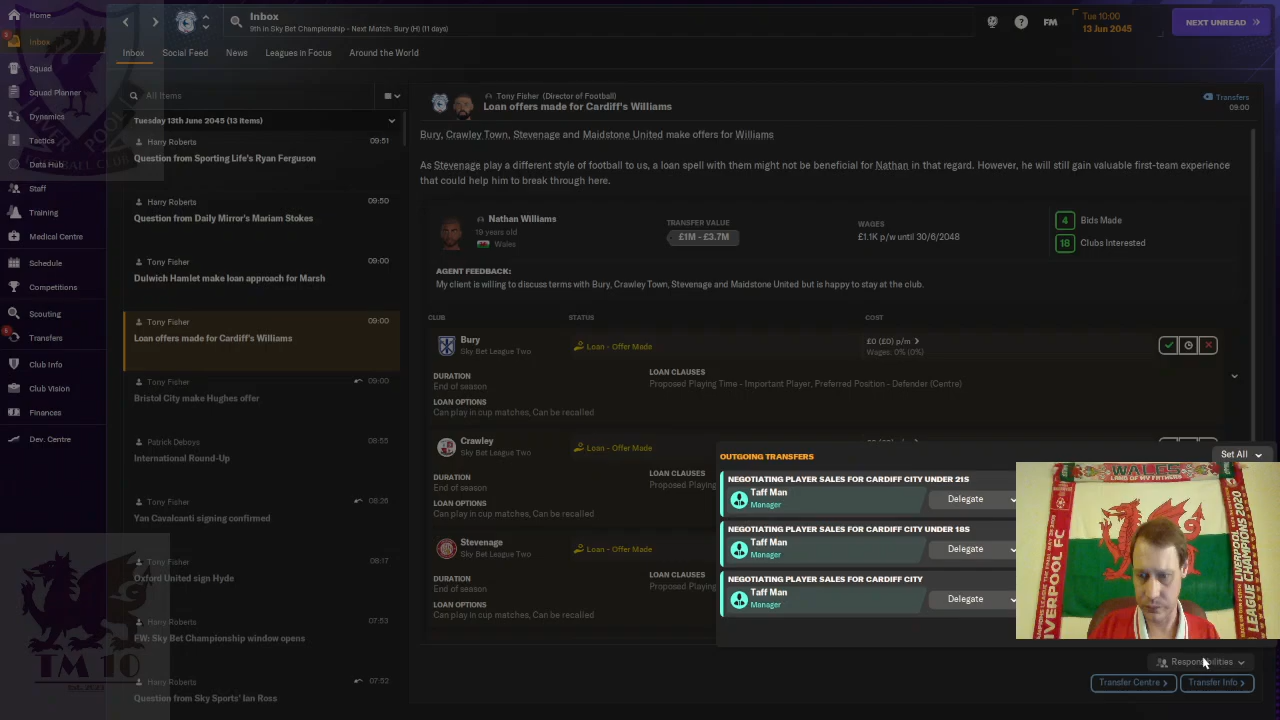 Home
Inbox
Squad
Squad Planner
Dynamics
Tactics
Data Hub
Staff
Training
Medical Centre
Schedule
Competitions
Scouting
Transfers
Club Info
Club Vision
Finances
Dev. Centre
TM 10
Inbox
9th in Sky Bet Championship - Next Match: Bury (H) (11 days)
FM
Tue 10:00
13 Jun 2045
NEXT UNREAD
Inbox
Social Feed
News
Leagues in Focus
Around the World
All Items
Tuesday 13th June 2045 (13 Items)
Harry Roberts 09:51
Question from Sporting Life's Ryan Ferguson
Harry Roberts 09:50
Question from Daily Mirror's Mariam Stokes
Tony Fisher 09:00
Dulwich Hamlet make loan approach for Marsh
Tony Fisher 09:00
Loan offers made for Cardiff's Williams
Tony Fisher 09:00
Bristol City make Hughes offer
Patrick Deboys 08:55
International Round-Up
Tony Fisher 08:26
Yan Cavalcanti signing confirmed
Tony Fisher 08:17
Oxford United sign Hyde
Tony Fisher 07:53
FW: Sky Bet Championship window opens
Harry Roberts 07:52
Question from Sky Sports' Ian Ross
Tony Fisher (Director of Football)
Loan offers made for Cardiff's Williams
Transfers
09:00
Bury, Crawley Town, Stevenage and Maidstone United make offers for Williams
As Stevenage play a different style of football to us, a loan spell with them might not be beneficial for Nathan in that regard. However, he will still gain valuable first-team experience
that could help him to break through here.
Nathan Williams
19 years old
Wales
TRANSFER VALUE
£1M - £3.7M
WAGES
£1.1K p/w until 30/6/2048
4 Bids Made
18 Clubs Interested
AGENT FEEDBACK:
My client is willing to discuss terms with Bury, Crawley Town, Stevenage and Maidstone United but is happy to stay at the club.
CLUB STATUS COST
Bury
Sky Bet League Two
Loan - Offer Made
£0 (£0) p/m
Wages: 0% (0%)
DURATION
End of season
LOAN CLAUSES
Proposed Playing Time - Important Player, Preferred Position - Defender (Centre)
LOAN OPTIONS
Can play in cup matches, Can be recalled
Crawley
Sky Bet League Two
Loan - Offer Made
DURATION
End of season
LOAN CLAUSES
Proposed Playing
LOAN OPTIONS
Can play in cup matches, Can be recalled
Stevenage
Sky Bet League Two
Loan - Offer Made
DURATION
End of season
LOAN CLAUSES
Proposed Playing
LOAN OPTIONS
Can play in cup matches, Can be recalled
OUTGOING TRANSFERS
Set All
NEGOTIATING PLAYER SALES FOR CARDIFF CITY UNDER 21S
Taff Man
Manager
Delegate
NEGOTIATING PLAYER SALES FOR CARDIFF CITY UNDER 18S
Taff Man
Manager
Delegate
NEGOTIATING PLAYER SALES FOR CARDIFF CITY
Taff Man
Manager
Delegate
WALES
LAND OF MY FATHERS
LIVERPOOL FC
LIVERPOOL
LEAGUE CHAMPIONS 2020
Responsibilities
Transfer Centre
Transfer Info